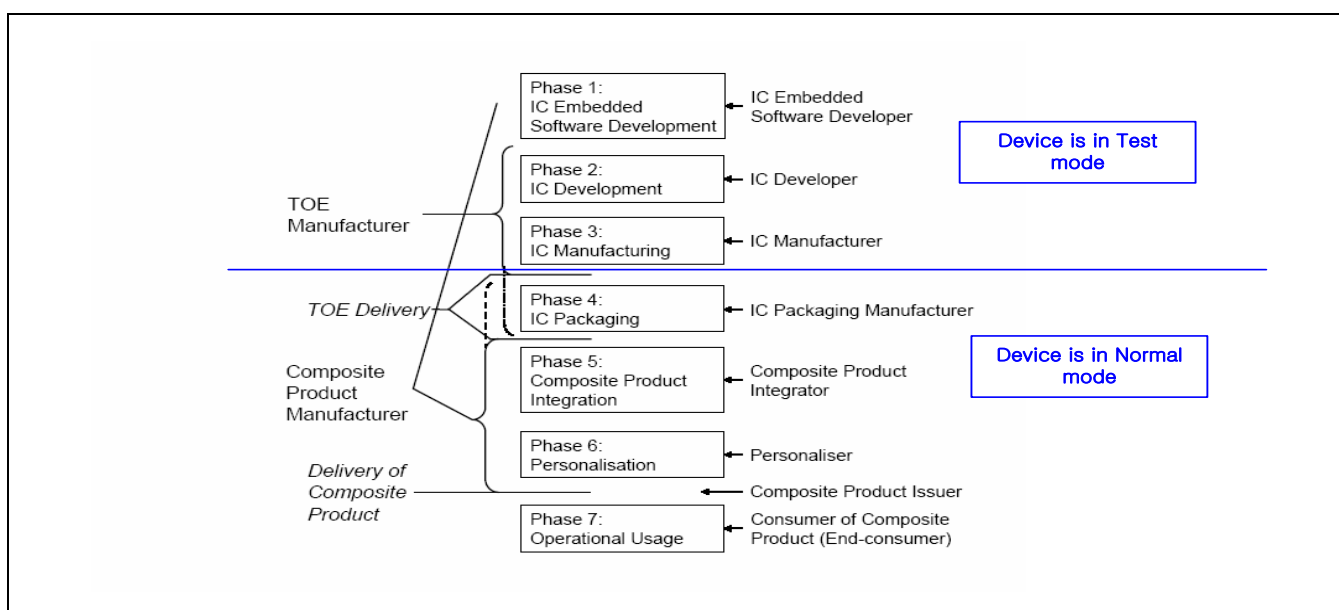 Phase 1:
IC Embedded
Software Development
IC Embedded
Software Developer
Device is in Test
mode
Phase 2:
IC Development
IC Developer
TOE
Manufacturer
Phase 3:
IC Manufacturing
IC Manufacturer
TOE Delivery
Phase 4:
IC Packaging
IC Packaging Manufacturer
Device is in Normal
mode
Composite
Product
Manufacturer
Phase 5:
Composite Product
Integration
Composite Product
Integrator
Phase 6:
Personalisation
Personaliser
Delivery of
Composite
Product
Composite Product Issuer
Phase 7:
Operational Usage
Consumer of Composite
Product (End-consumer)